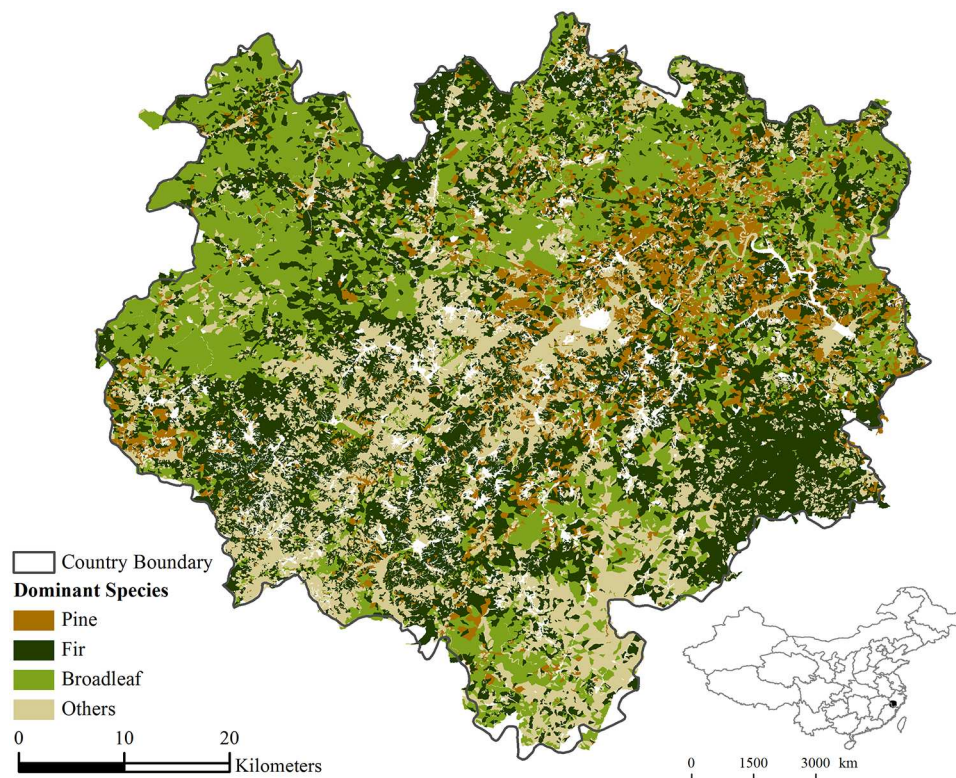 Country Boundary
Dominant Species
Pine
Fir
Broadleaf
Others
0 10 20
Kilometers
0 1500 3000 km